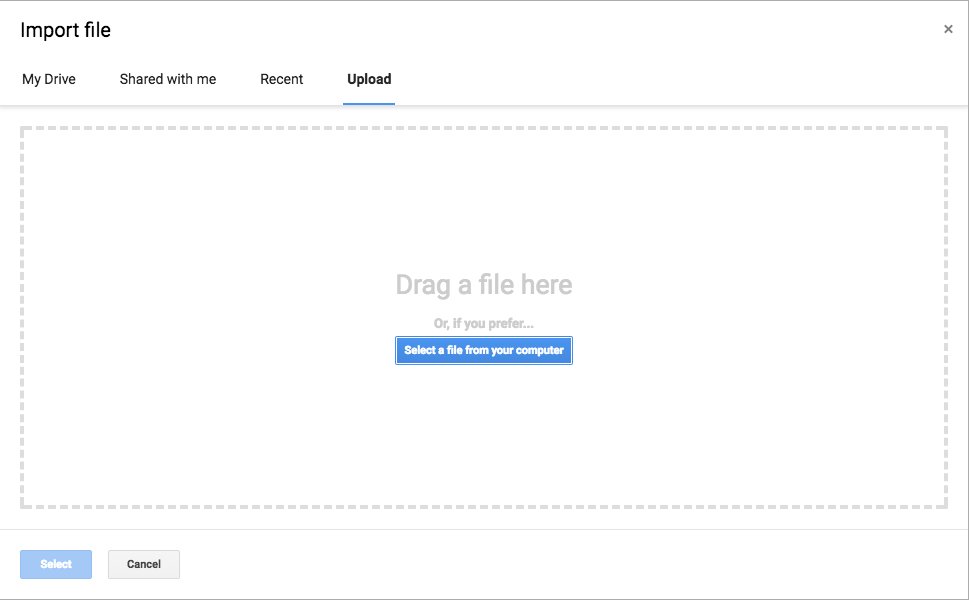 Import file
×
My Drive Shared with me Recent Upload
Drag a file here
Or, if you prefer...
Select a file from your computer
Select Cancel